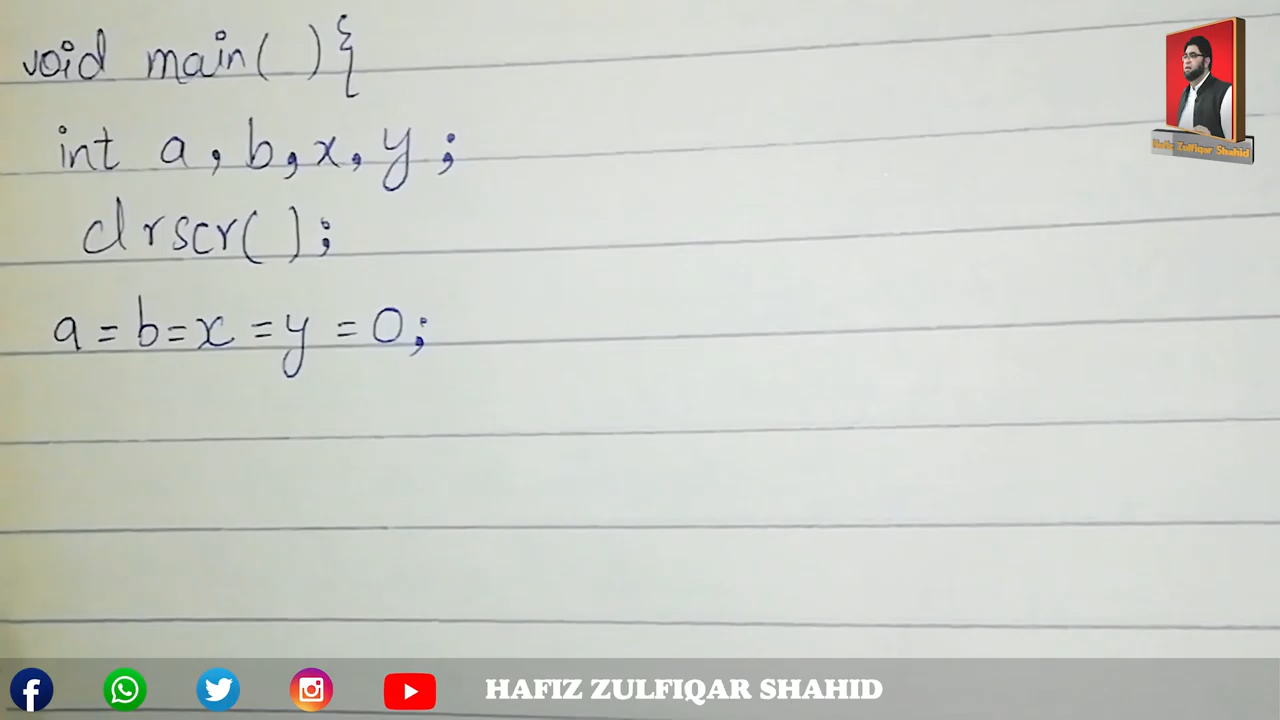 void main( ){
int a, b, x, y;
clrscr( );
a = b = x = y = 0;
Hafiz Zulfiqar Shahid
HAFIZ ZULFIQAR SHAHID